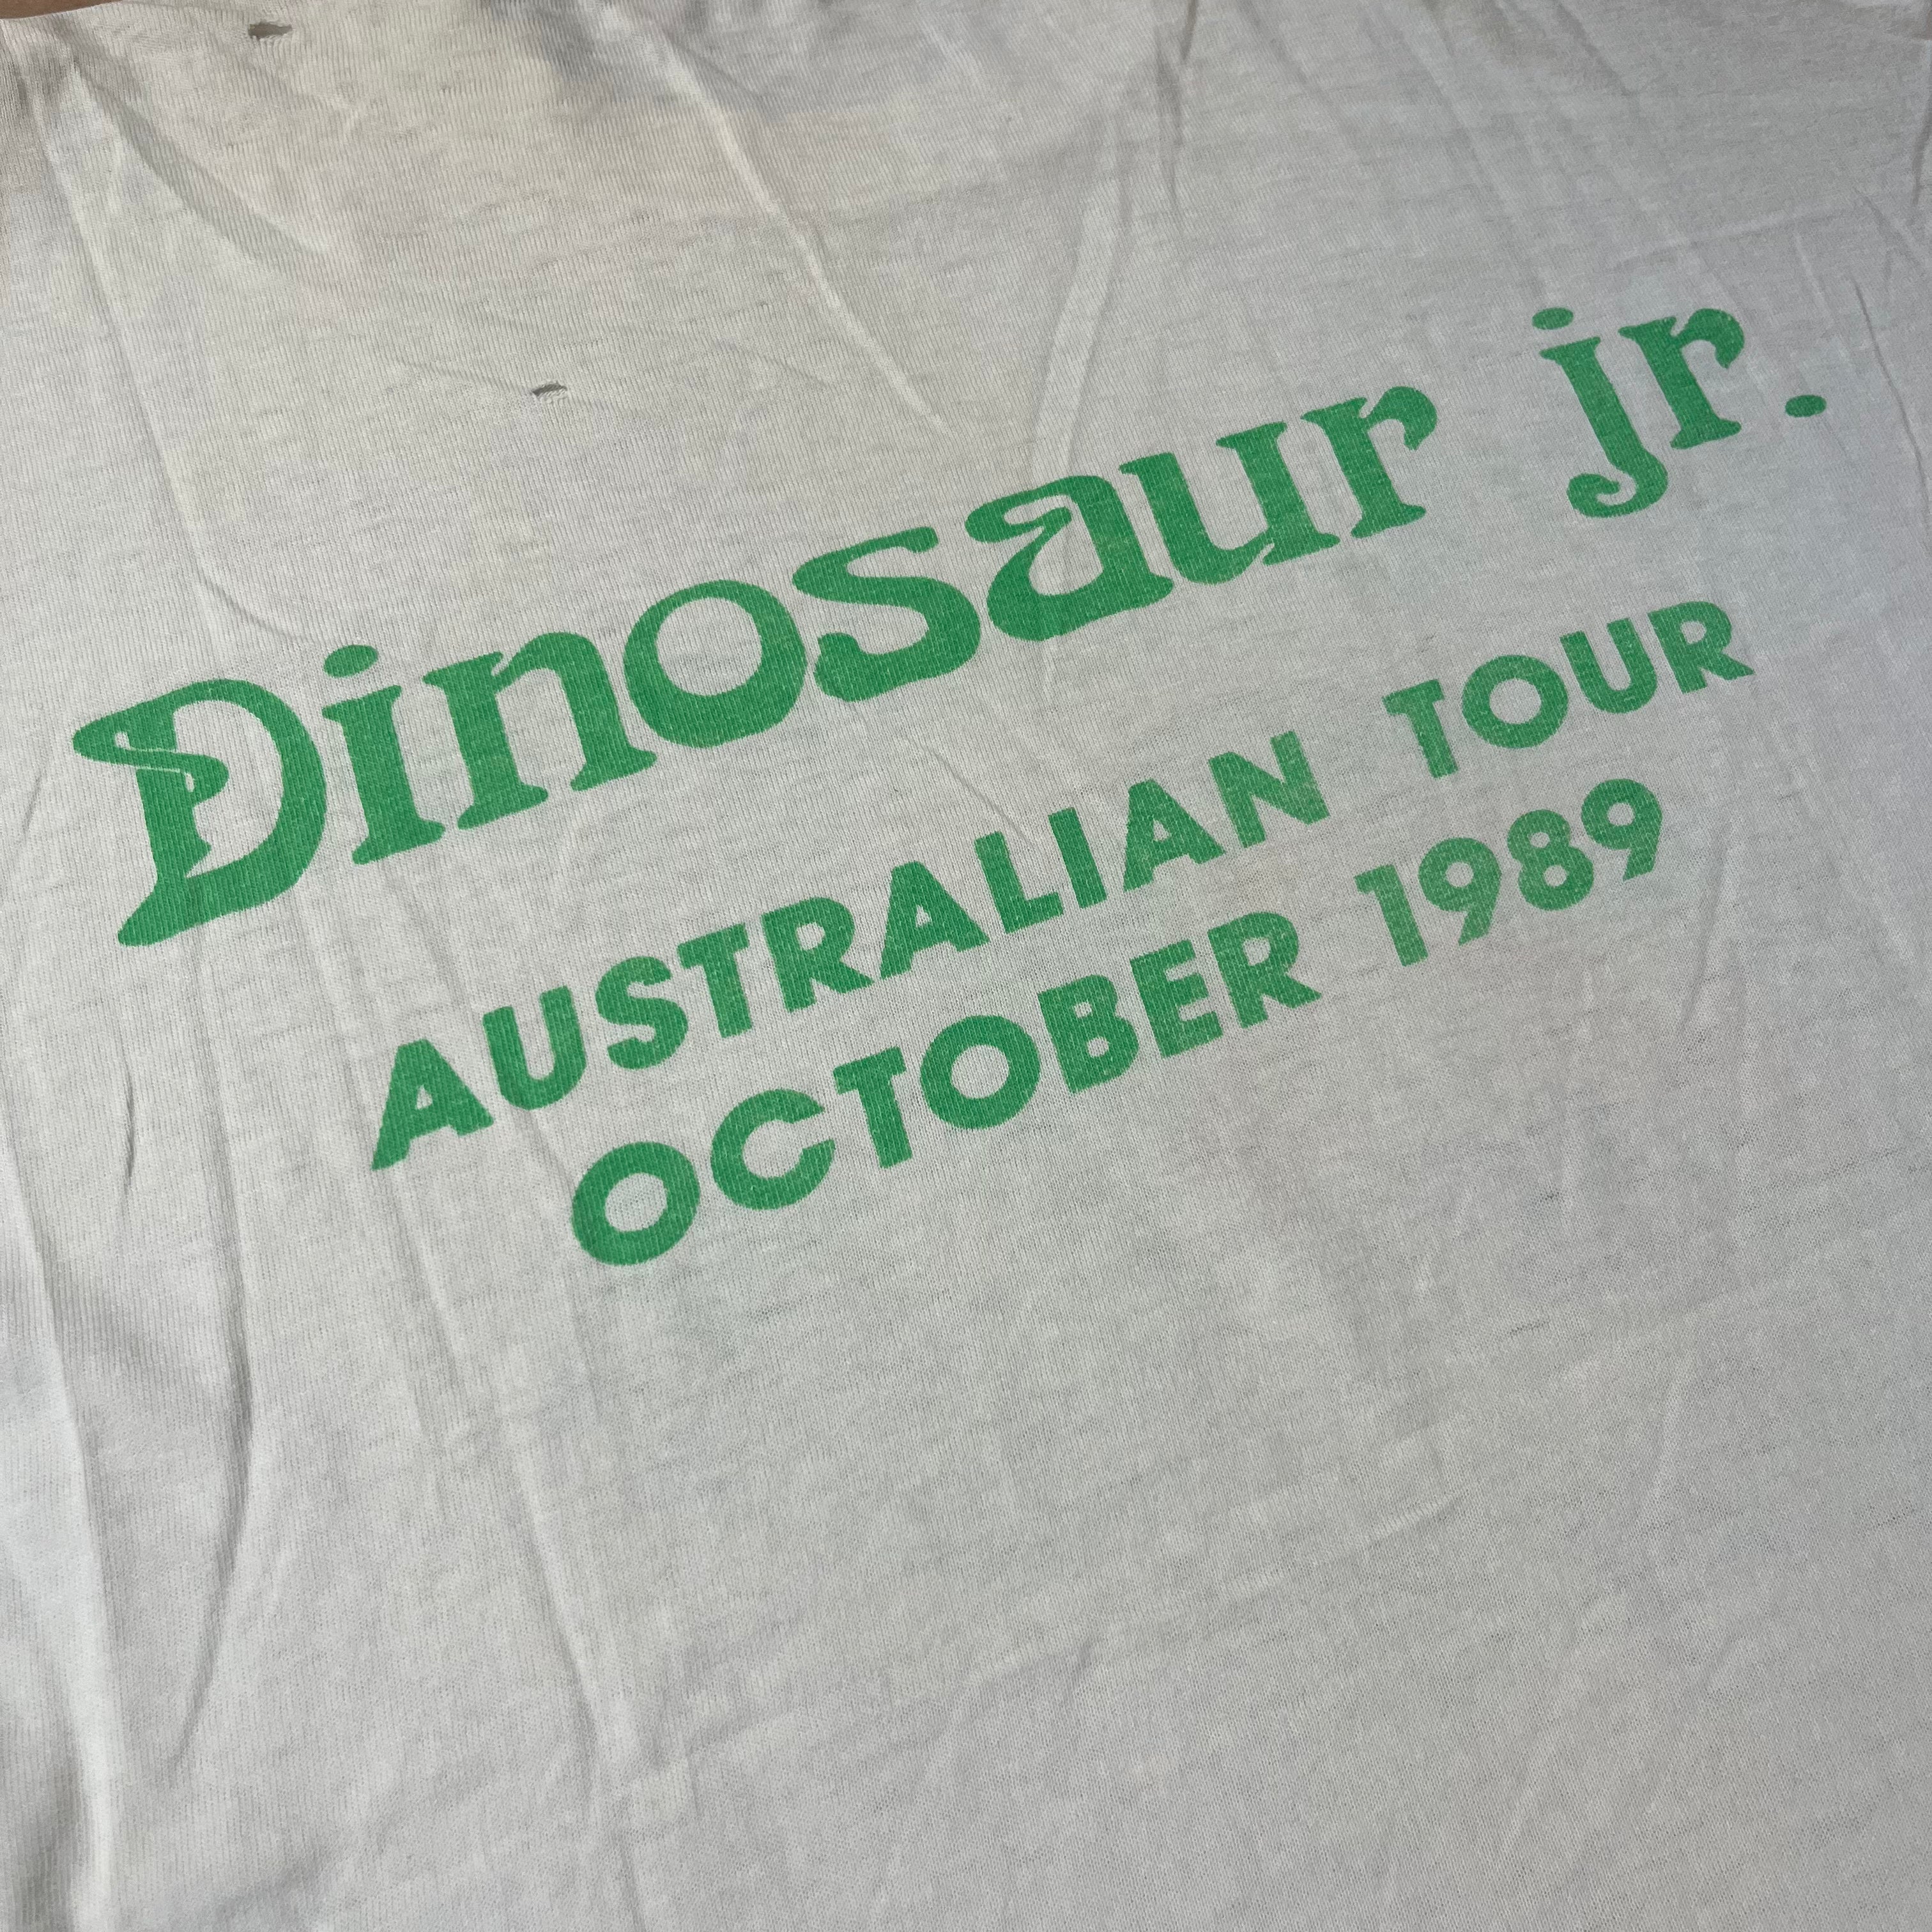 Dinosaur jr.
AUSTRALIAN TOUR
OCTOBER 1989